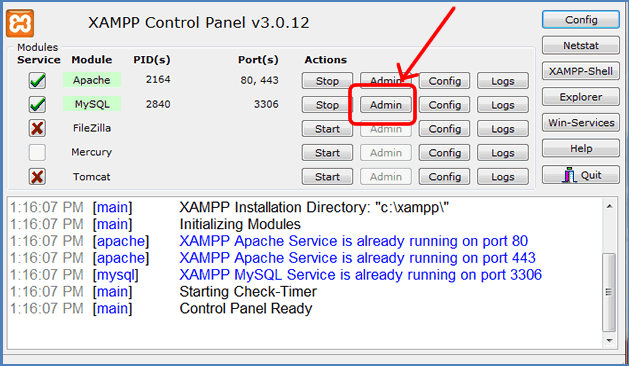 XAMPP Control Panel v3.0.12
Config
Modules
Service Module PID(s) Port(s) Actions
Netstat
Apache 2164 80, 443 Stop Admin Config Logs
XAMPP-Shell
MySQL 2840 3306 Stop Admin Config Logs
Explorer
FileZilla Start Admin Config Logs
Win-Services
Mercury Start Admin Config Logs
Help
Tomcat Start Admin Config Logs
Quit
1:16:07 PM [main] XAMPP Installation Directory: "c:\xampp\"
1:16:07 PM [main] Initializing Modules
1:16:07 PM [apache] XAMPP Apache Service is already running on port 80
1:16:07 PM [apache] XAMPP Apache Service is already running on port 443
1:16:07 PM [mysql] XAMPP MySQL Service is already running on port 3306
1:16:07 PM [main] Starting Check-Timer
1:16:07 PM [main] Control Panel Ready